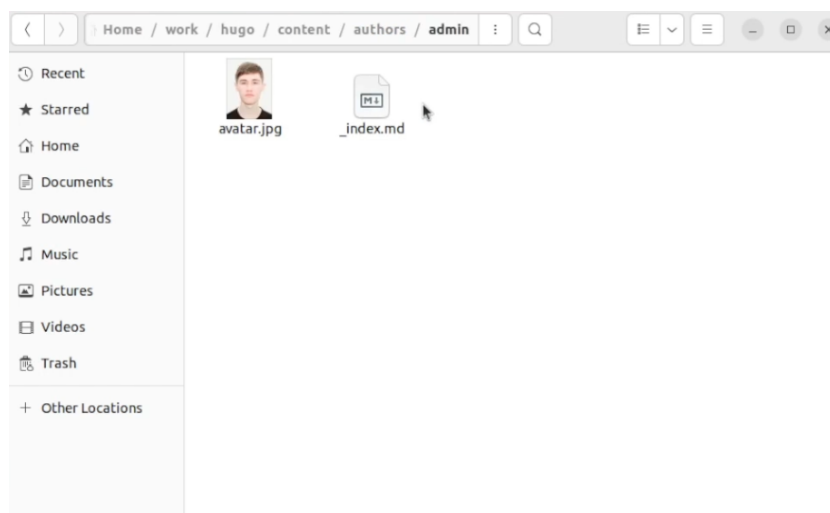 Home / work / hugo / content / authors / admin
Recent
Starred
Home
Documents
Downloads
Music
Pictures
Videos
Trash
Other Locations
avatar.jpg
_index.md